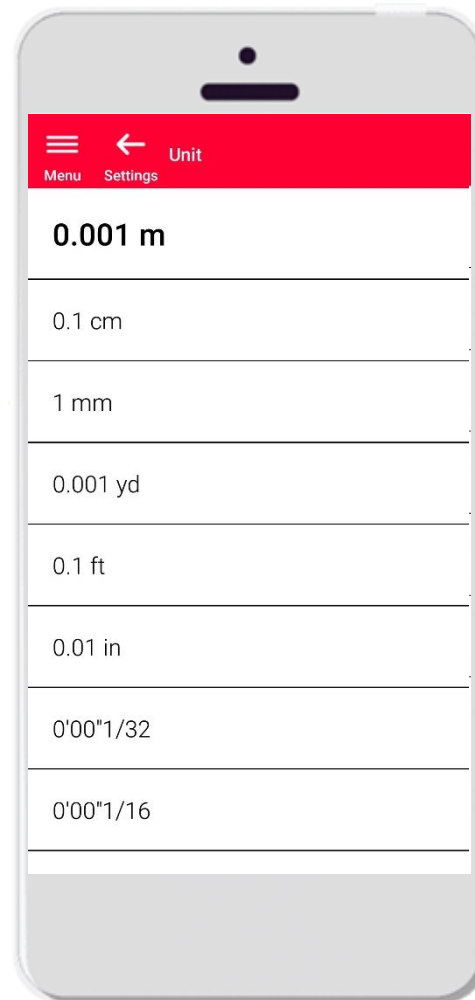 Unit
Menu Settings
0.001 m
0.1 cm
1 mm
0.001 yd
0.1 ft
0.01 in
0'00"1/32
0'00"1/16